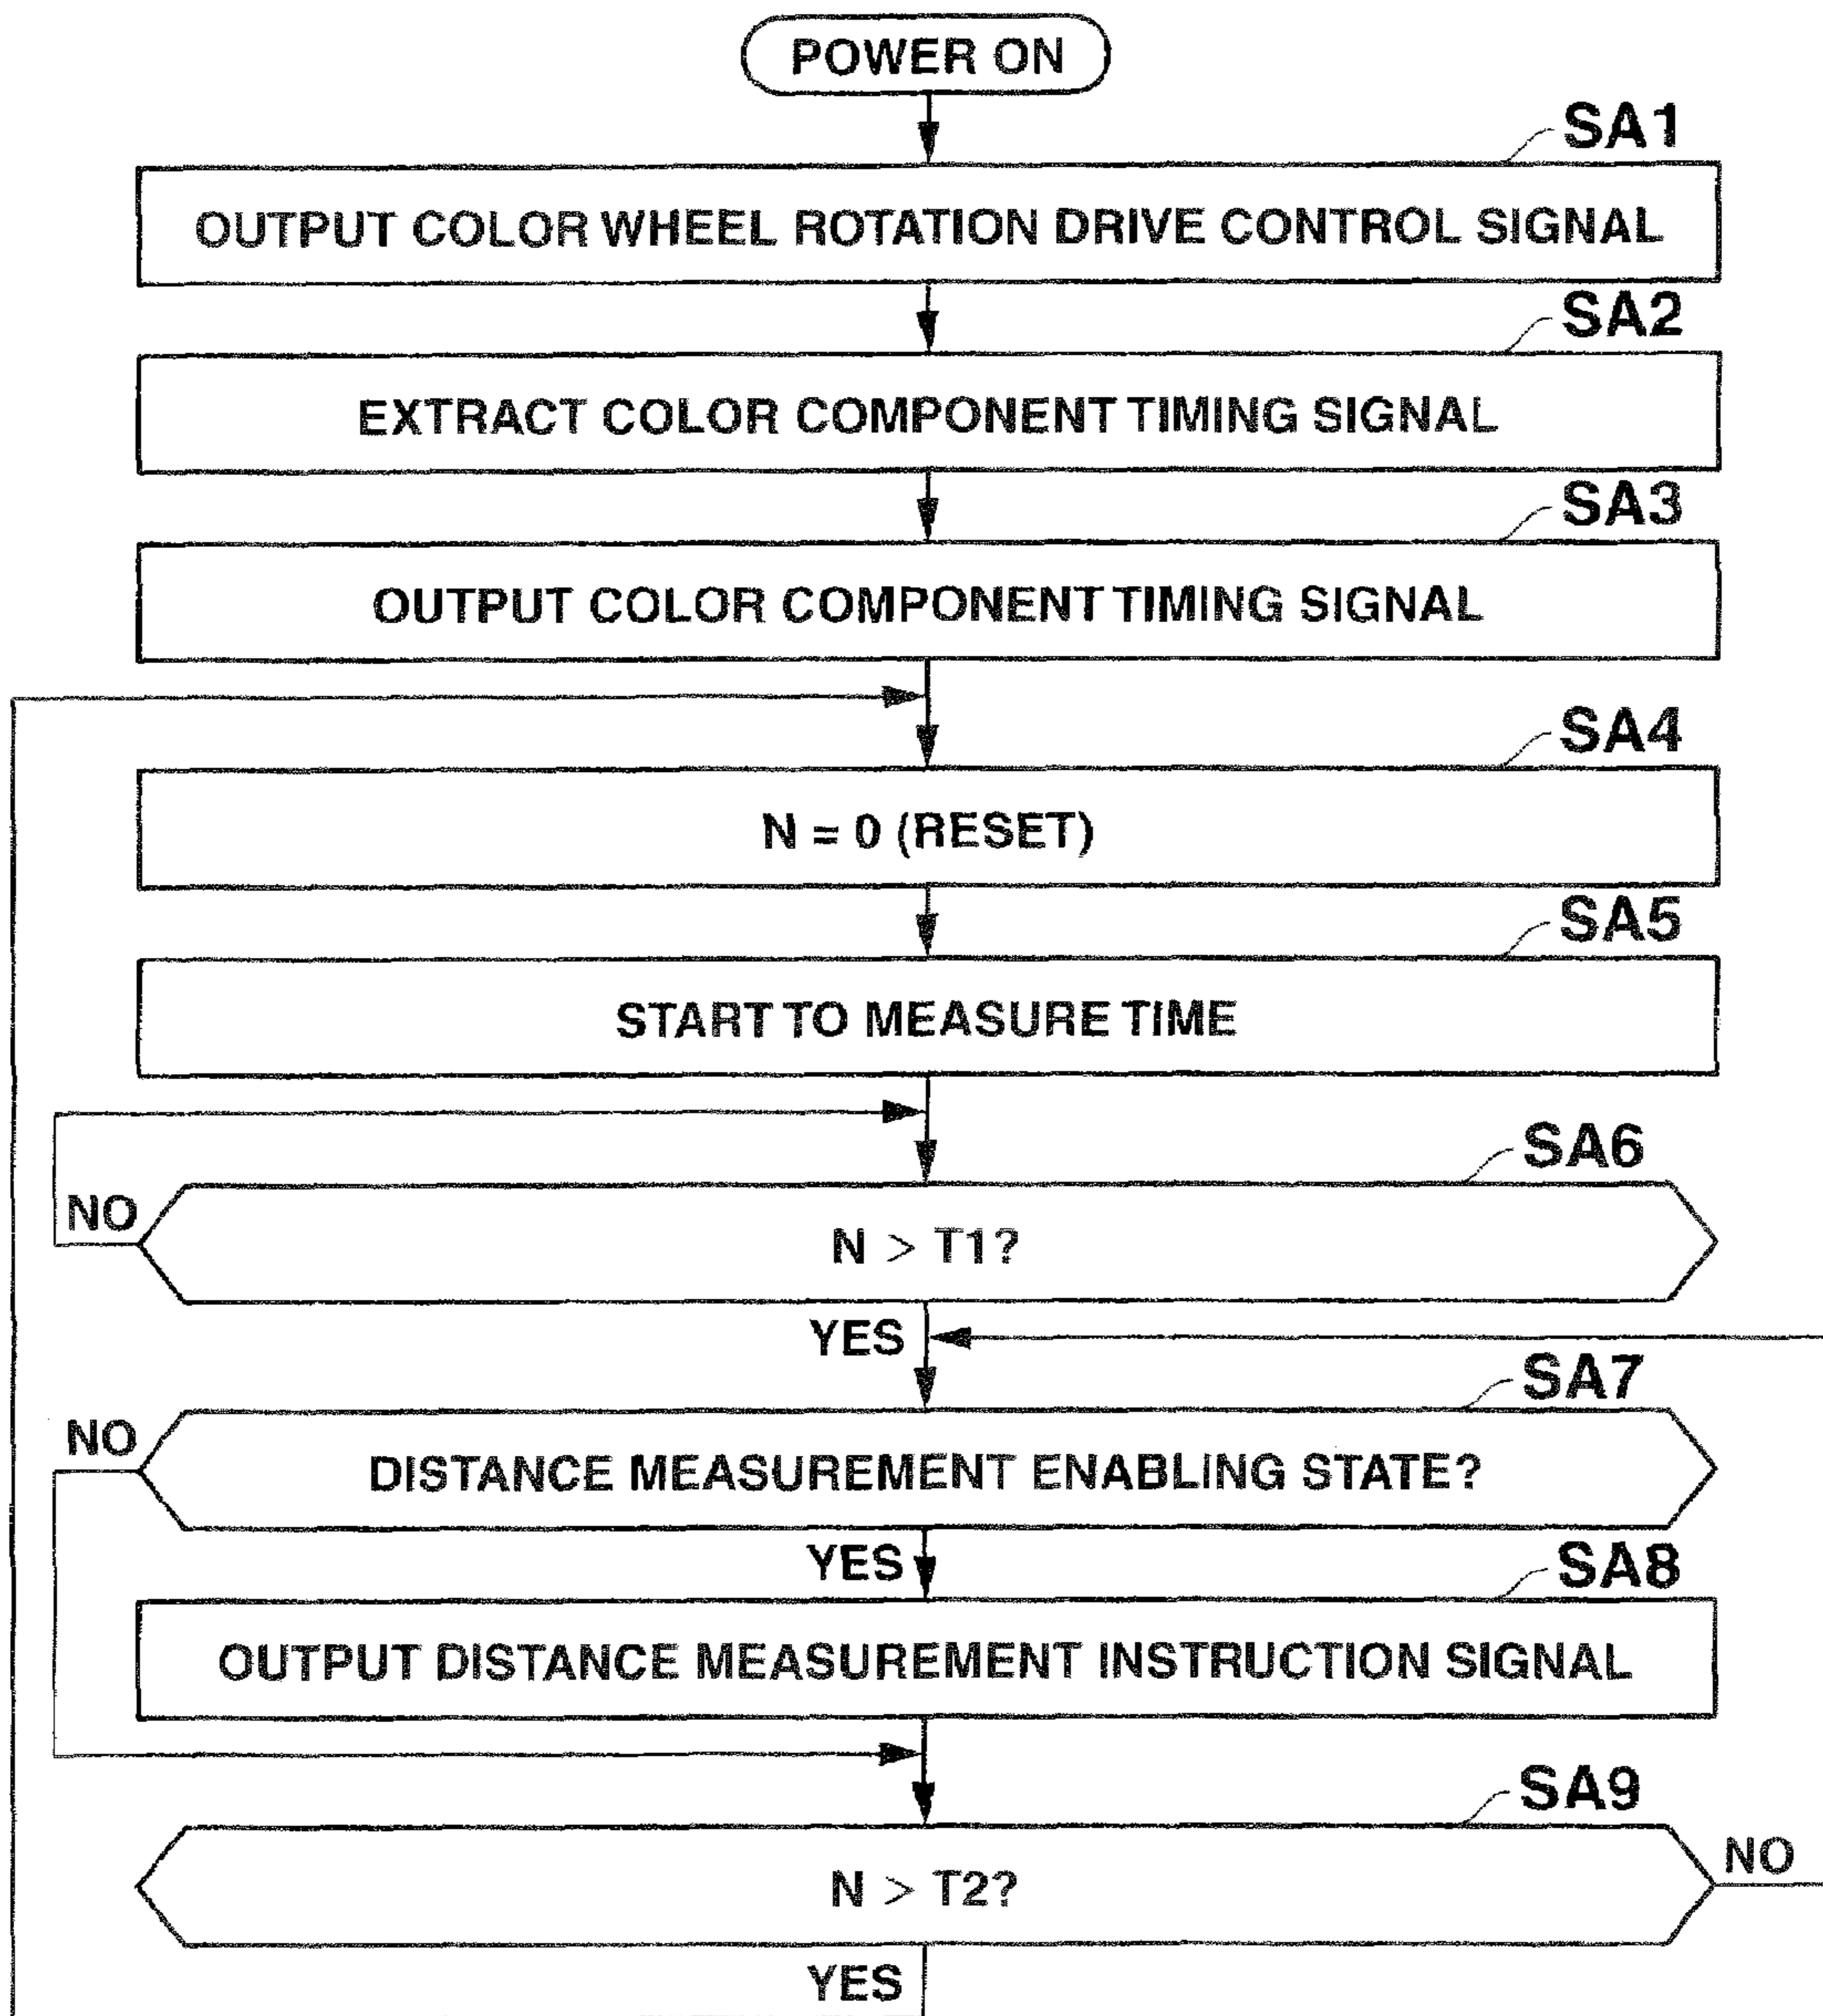 POWER ON
SA1
OUTPUT COLOR WHEEL ROTATION DRIVE CONTROL SIGNAL
SA2
EXTRACT COLOR COMPONENT TIMING SIGNAL
SA3
OUTPUT COLOR COMPONENT TIMING SIGNAL
SA4
N = 0 (RESET)
SA5
START TO MEASURE TIME
SA6
NO
N > T1?
YES
SA7
NO
DISTANCE MEASUREMENT ENABLING STATE?
YES
SA8
OUTPUT DISTANCE MEASUREMENT INSTRUCTION SIGNAL
SA9
N > T2?
NO
YES